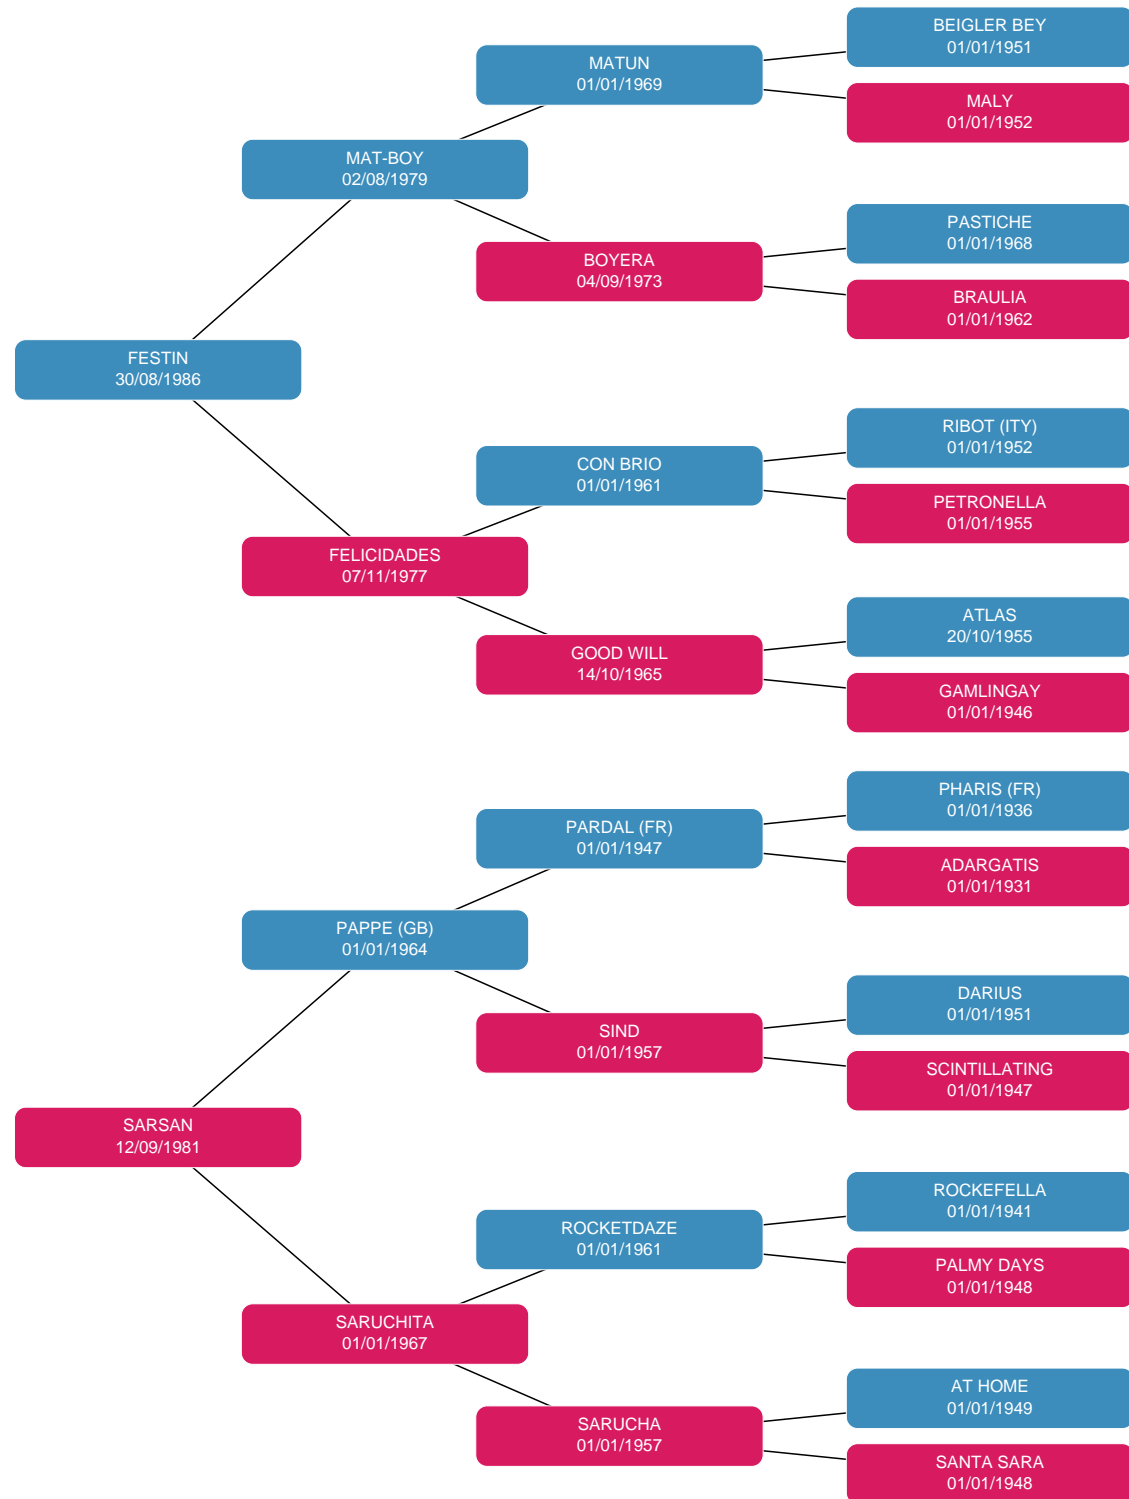 BEIGLER BEY
01/01/1951
MATUN
01/01/1969
MALY
01/01/1952
MAT-BOY
02/08/1979
PASTICHE
01/01/1968
BOYERA
04/09/1973
BRAULIA
01/01/1962
FESTIN
30/08/1986
RIBOT (ITY)
01/01/1952
CON BRIO
01/01/1961
PETRONELLA
01/01/1955
FELICIDADES
07/11/1977
ATLAS
20/10/1955
GOOD WILL
14/10/1965
GAMLINGAY
01/01/1946
PHARIS (FR)
01/01/1936
PARDAL (FR)
01/01/1947
ADARGATIS
01/01/1931
PAPPE (GB)
01/01/1964
DARIUS
01/01/1951
SIND
01/01/1957
SCINTILLATING
01/01/1947
SARSAN
12/09/1981
ROCKEFELLA
01/01/1941
ROCKETDAZE
01/01/1961
PALMY DAYS
01/01/1948
SARUCHITA
01/01/1967
AT HOME
01/01/1949
SARUCHA
01/01/1957
SANTA SARA
01/01/1948